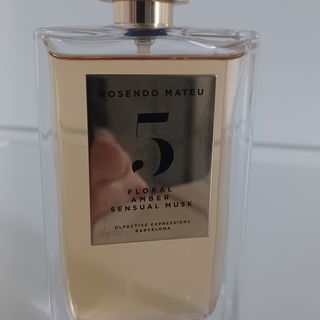 ROSENDO MATEU
5
FLORAL
AMBER
SENSUAL MUSK
OLFACTIVE EXPRESSIONS
BARCELONA